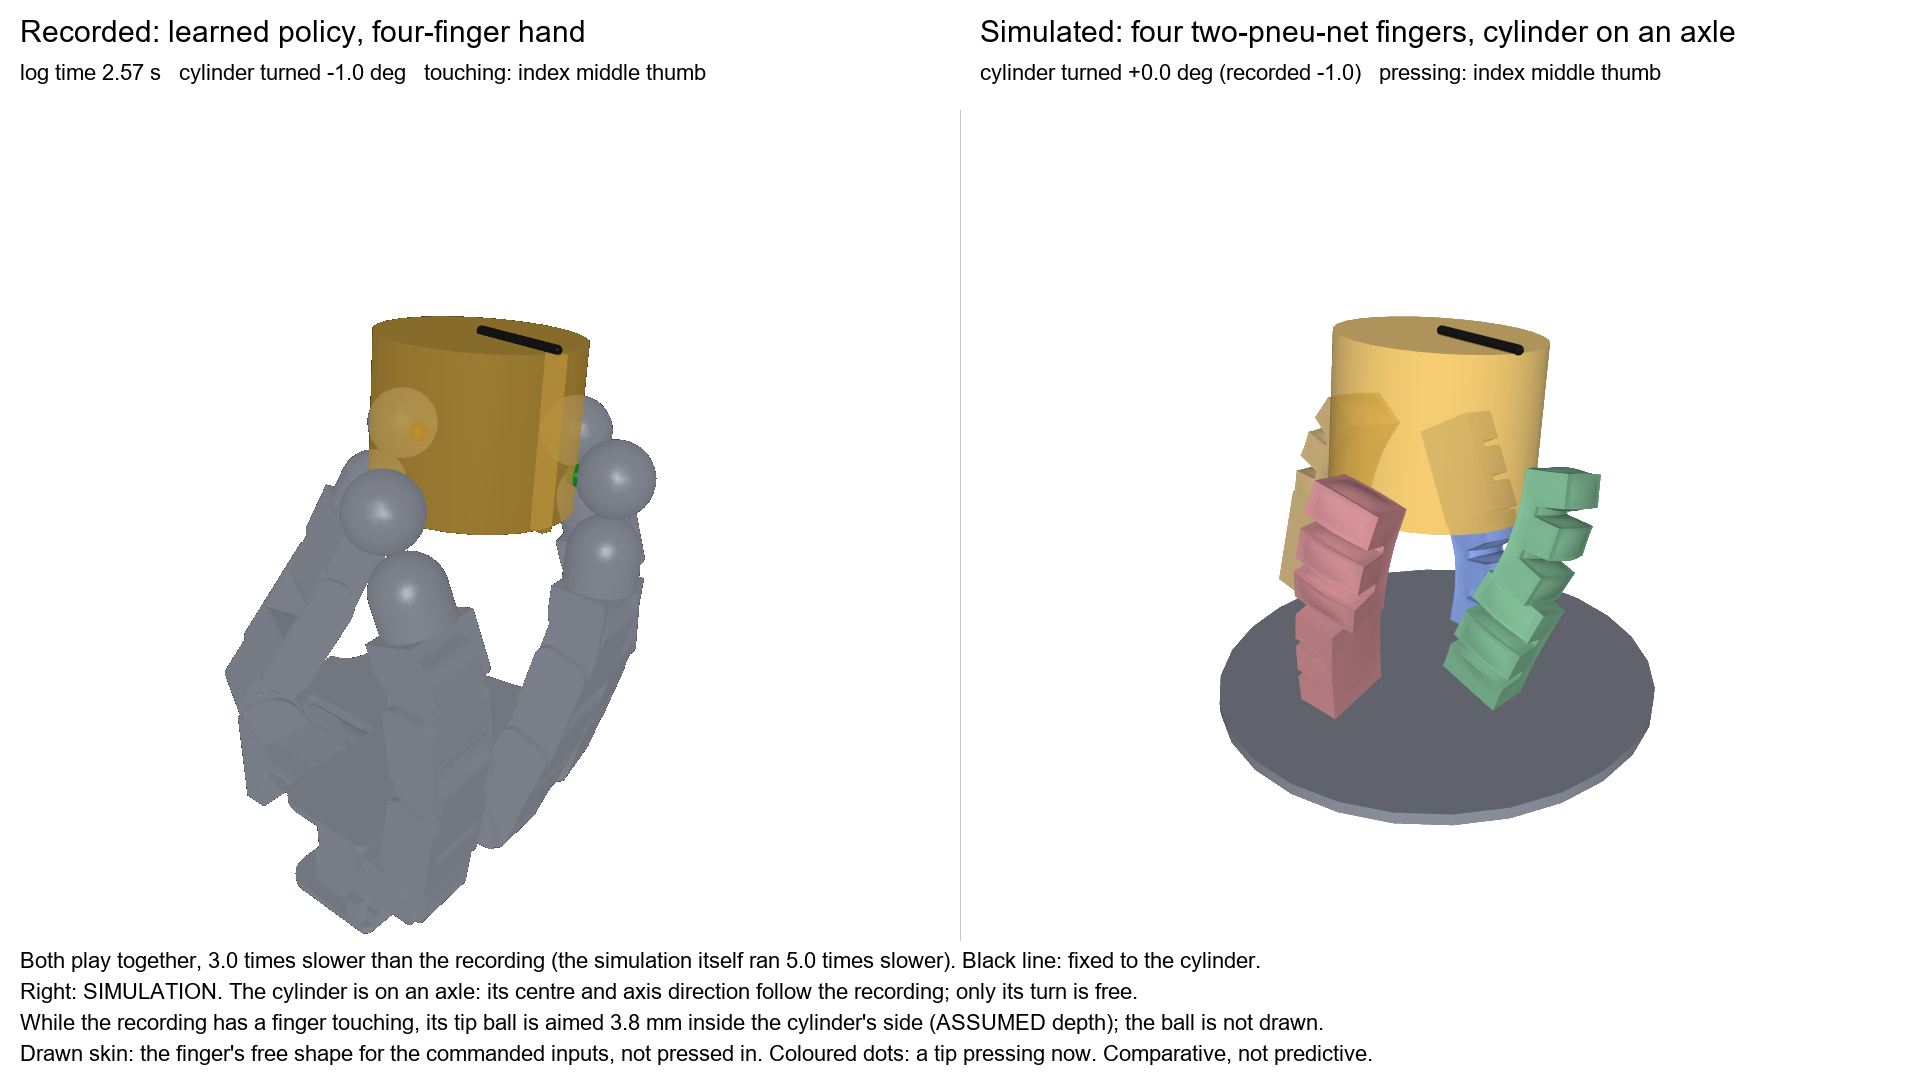 Recorded: learned policy, four-finger hand
log time 2.57 s cylinder turned -1.0 deg touching: index middle thumb
Simulated: four two-pneu-net fingers, cylinder on an axle
cylinder turned +0.0 deg (recorded -1.0) pressing: index middle thumb
Both play together, 3.0 times slower than the recording (the simulation itself ran 5.0 times slower). Black line: fixed to the cylinder.
Right: SIMULATION. The cylinder is on an axle: its centre and axis direction follow the recording; only its turn is free.
While the recording has a finger touching, its tip ball is aimed 3.8 mm inside the cylinder's side (ASSUMED depth); the ball is not drawn.
Drawn skin: the finger's free shape for the commanded inputs, not pressed in. Coloured dots: a tip pressing now. Comparative, not predictive.